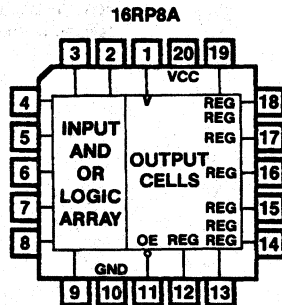 16RP8A
3 2 1 20 19
VCC
4 REG 18
REG
5 INPUT REG 17
AND OUTPUT
6 OR CELLS REG 16
LOGIC
7 ARRAY REG 15
REG
8 OE REG REG 14
GND
9 10 11 12 13